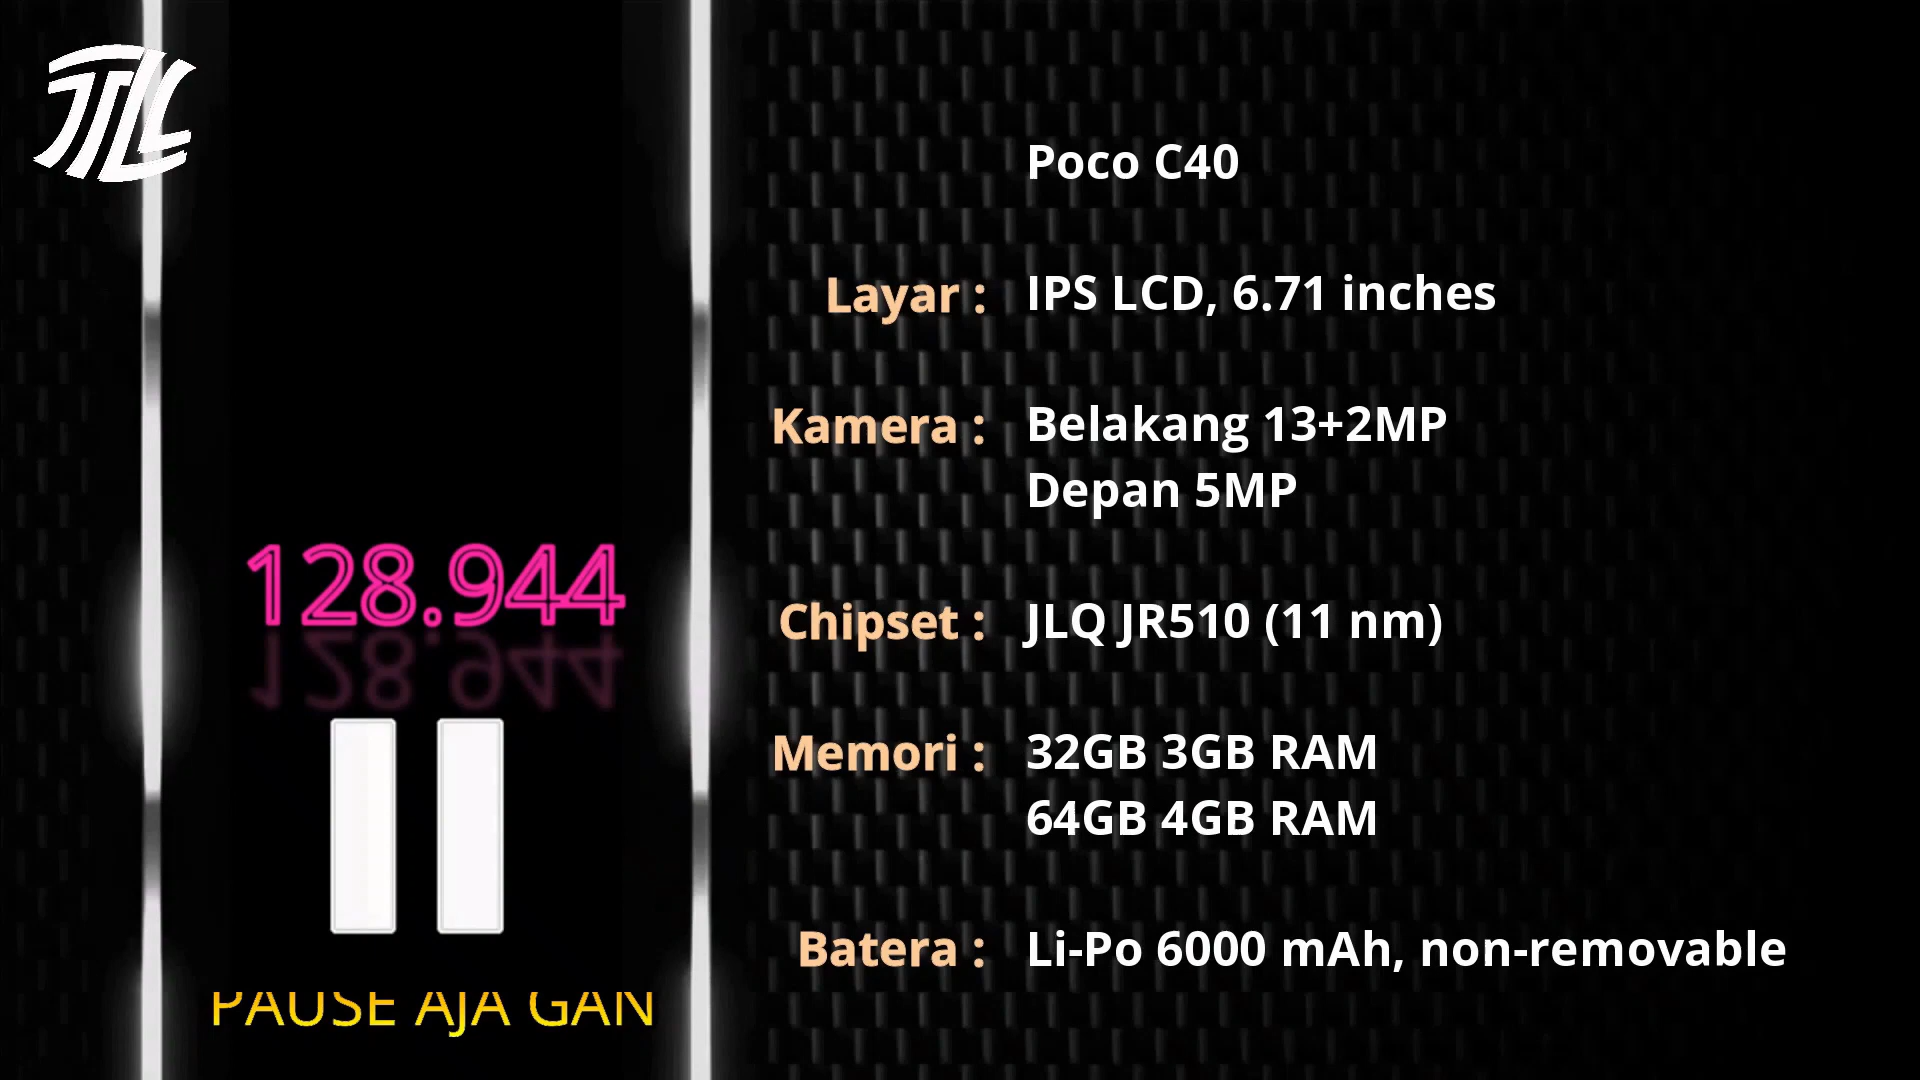 TLC
128.944
PAUSE AJA GAN
Poco C40
Layar : IPS LCD, 6.71 inches
Kamera : Belakang 13+2MP
Depan 5MP
Chipset : JLQ JR510 (11 nm)
Memori : 32GB 3GB RAM
64GB 4GB RAM
Batera : Li-Po 6000 mAh, non-removable